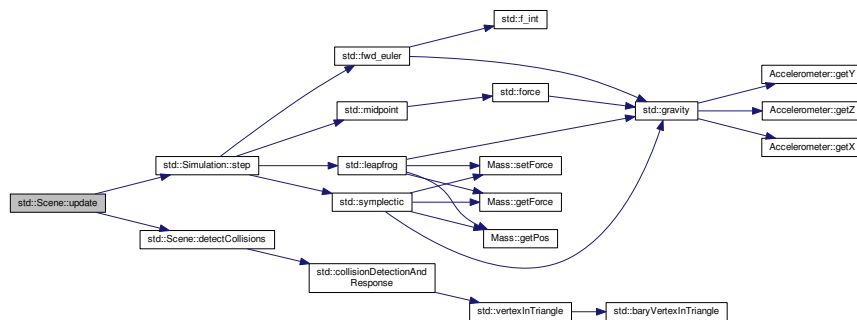 std::f_int
std::fwd_euler
Accelerometer::getY
std::force
std::midpoint
std::gravity
Accelerometer::getZ
Accelerometer::getX
std::Simulation::step
std::leapfrog
Mass::setForce
std::Scene::update
std::symplectic
Mass::getForce
std::Scene::detectCollisions
Mass::getPos
std::collisionDetectionAnd
Response
std::vertexInTriangle
std::baryVertexInTriangle